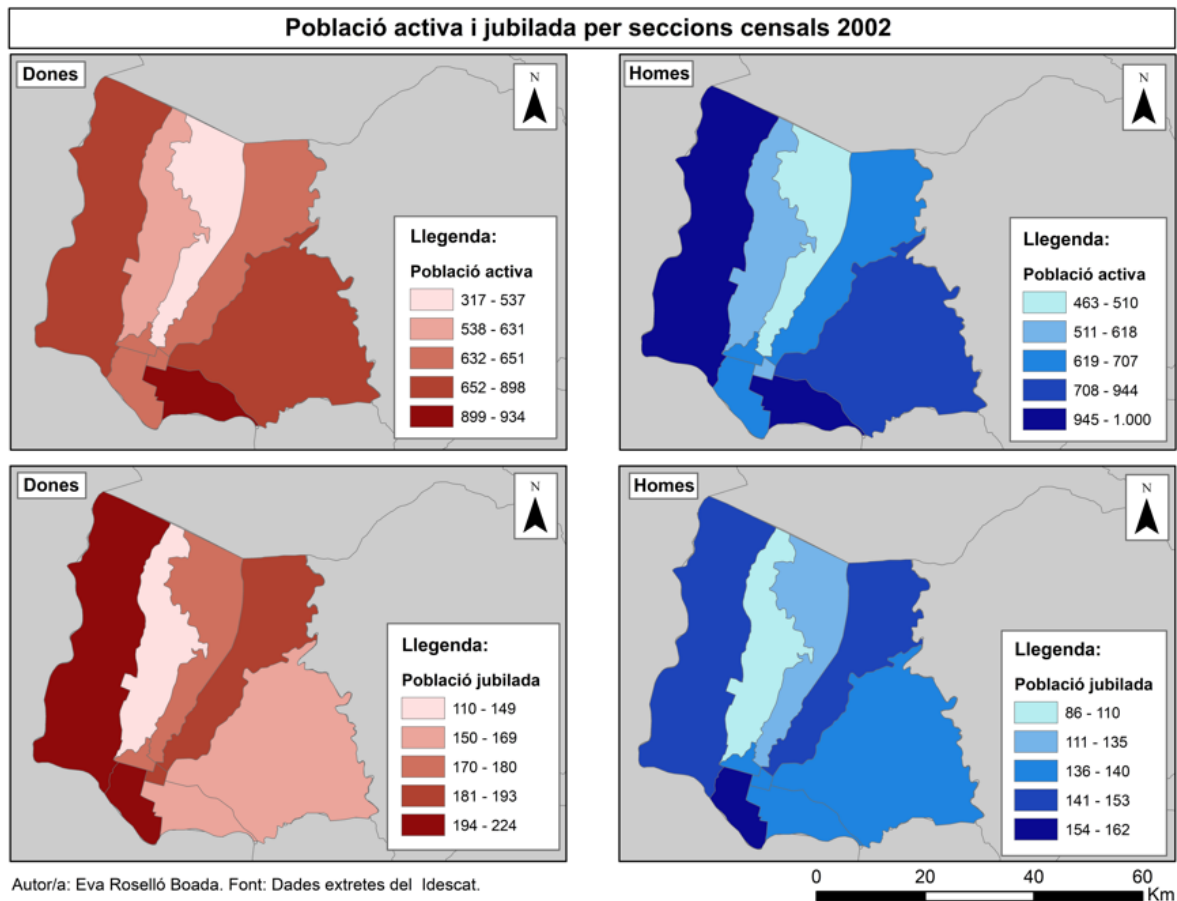 Població activa i jubilada per seccions censals 2002
Dones
N
Llegenda:
Població activa
317 - 537
538 - 631
632 - 651
652 - 898
899 - 934
Homes
N
Llegenda:
Població activa
463 - 510
511 - 618
619 - 707
708 - 944
945 - 1.000
Dones
N
Llegenda:
Població jubilada
110 - 149
150 - 169
170 - 180
181 - 193
194 - 224
Homes
N
Llegenda:
Població jubilada
86 - 110
111 - 135
136 - 140
141 - 153
154 - 162
Autor/a: Eva Roselló Boada. Font: Dades extretes del Idescat.
0 20 40 60
Km